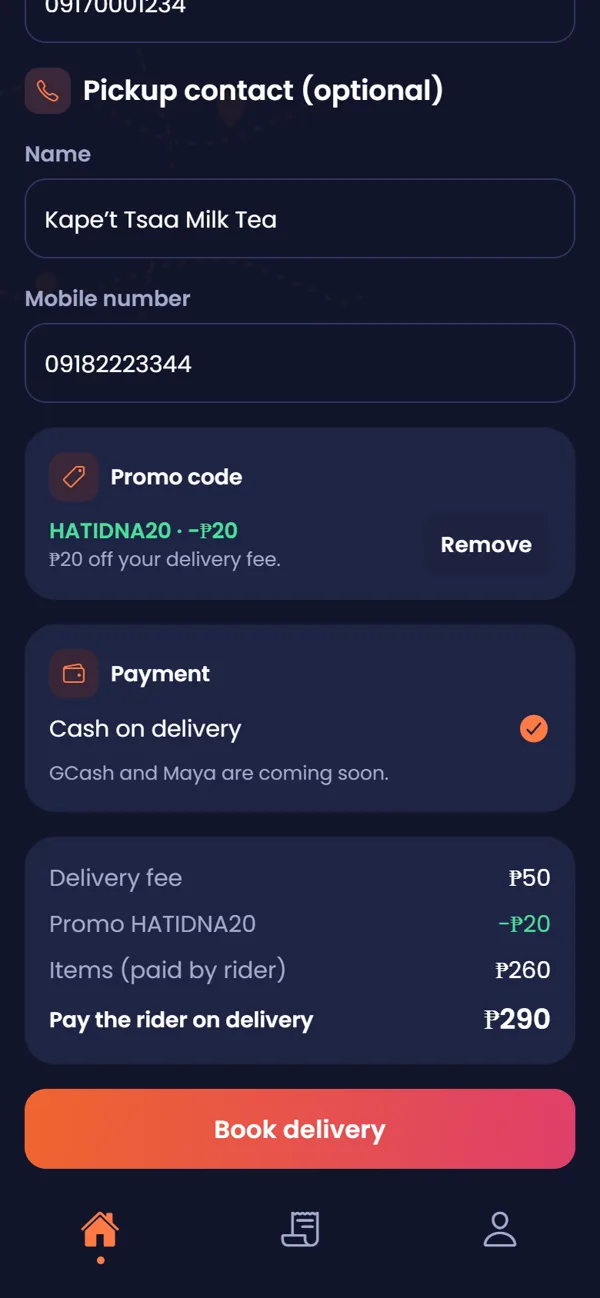 09170001234
Pickup contact (optional)
Name
Kape’t Tsaa Milk Tea
Mobile number
09182223344
Promo code
HATIDNA20 · -₱20
₱20 off your delivery fee.
Remove
Payment
Cash on delivery
GCash and Maya are coming soon.
Delivery fee ₱50
Promo HATIDNA20 -₱20
Items (paid by rider) ₱260
Pay the rider on delivery ₱290
Book delivery